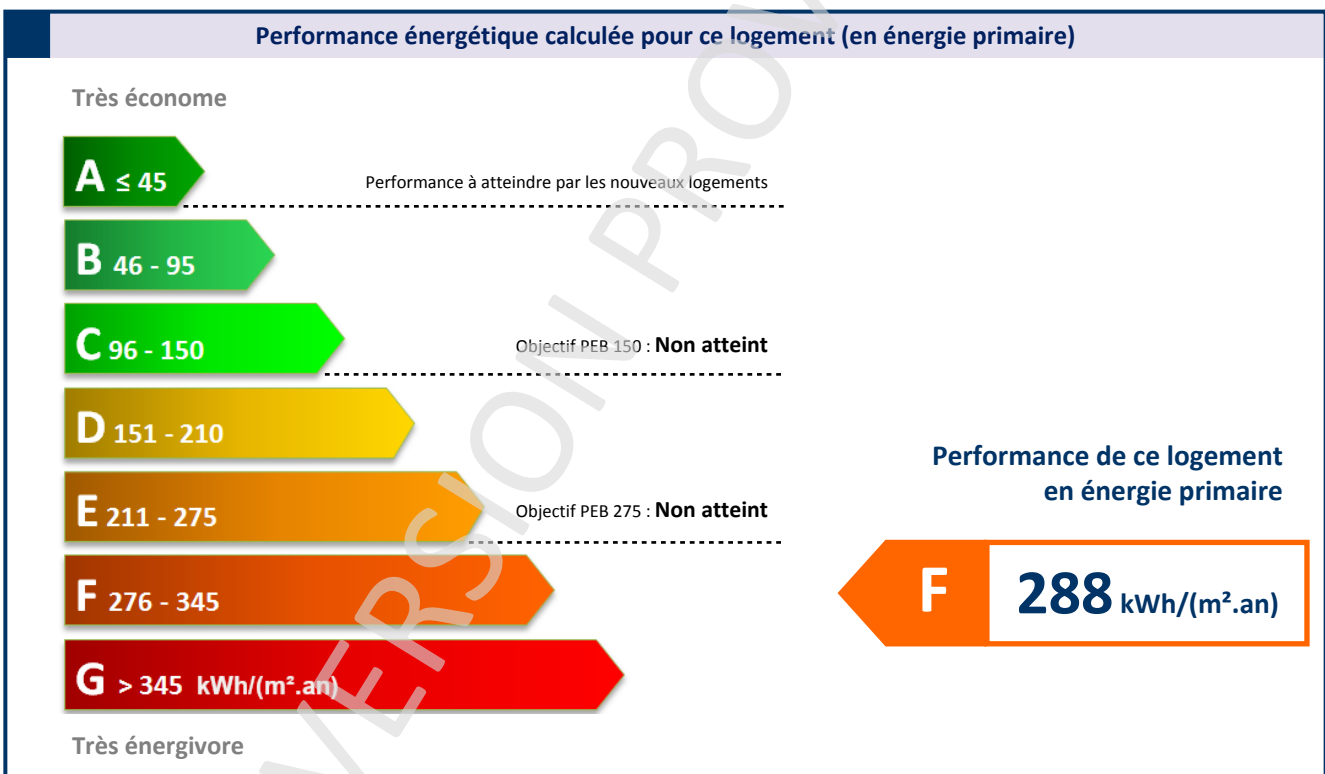 Performance énergétique calculée pour ce logement (en énergie primaire)
Très économe
A ≤ 45
Performance à atteindre par les nouveaux logements
B 46 - 95
C 96 - 150
Objectif PEB 150 : Non atteint
D 151 - 210
E 211 - 275
Objectif PEB 275 : Non atteint
F 276 - 345
G > 345 kWh/(m².an)
Très énergivore
Performance de ce logement
en énergie primaire
F 288 kWh/(m².an)
VERSION PROV